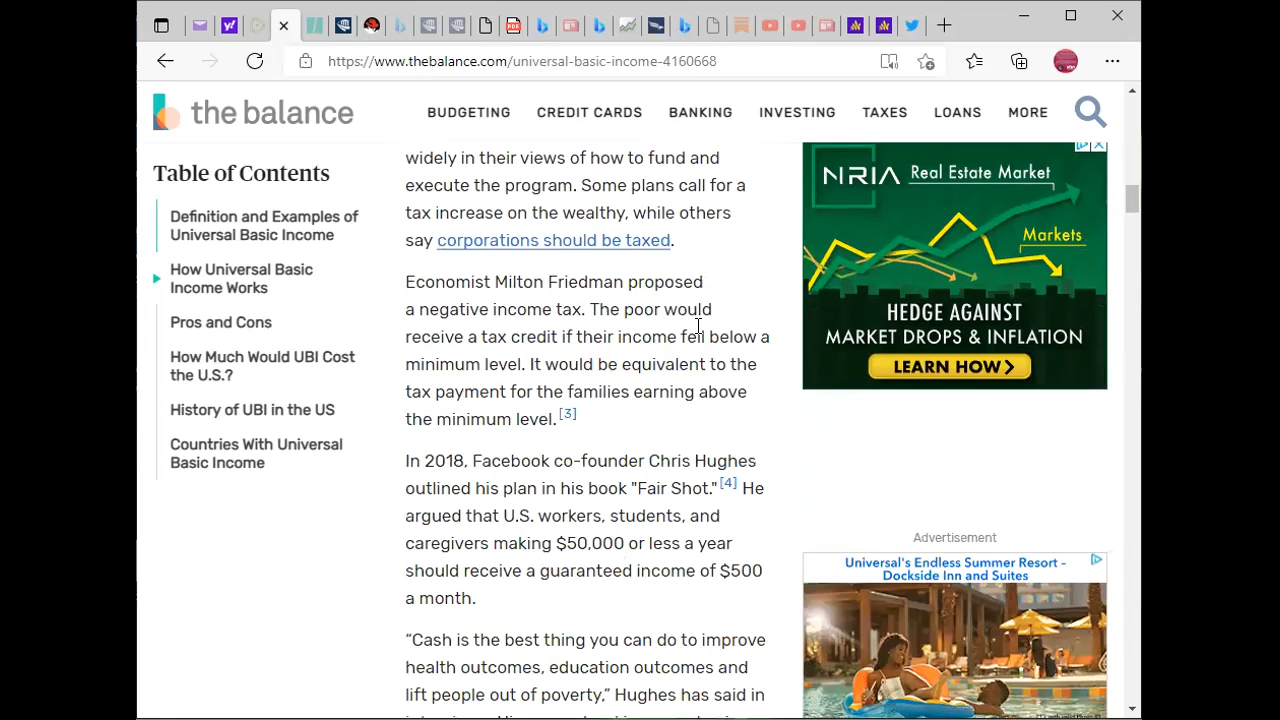 https://www.thebalance.com/universal-basic-income-4160668
the balance
BUDGETING CREDIT CARDS BANKING INVESTING TAXES LOANS MORE
Table of Contents
Definition and Examples of
Universal Basic Income
How Universal Basic
Income Works
Pros and Cons
How Much Would UBI Cost
the U.S.?
History of UBI in the US
Countries With Universal
Basic Income
widely in their views of how to fund and
execute the program. Some plans call for a
tax increase on the wealthy, while others
say corporations should be taxed.
Economist Milton Friedman proposed
a negative income tax. The poor would
receive a tax credit if their income fell below a
minimum level. It would be equivalent to the
tax payment for the families earning above
the minimum level. [3]
In 2018, Facebook co-founder Chris Hughes
outlined his plan in his book "Fair Shot." [4] He
argued that U.S. workers, students, and
caregivers making $50,000 or less a year
should receive a guaranteed income of $500
a month.
“Cash is the best thing you can do to improve
health outcomes, education outcomes and
lift people out of poverty,” Hughes has said in
NRIA Real Estate Market
Markets
HEDGE AGAINST
MARKET DROPS & INFLATION
LEARN HOW
Advertisement
Universal's Endless Summer Resort -
Dockside Inn and Suites